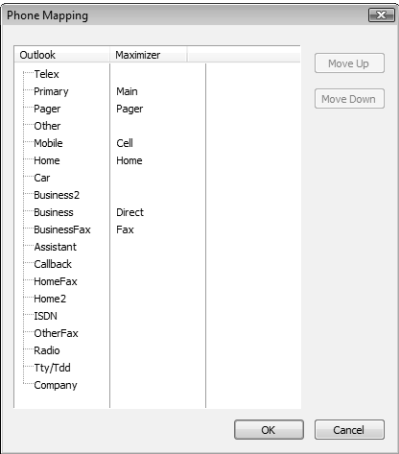 Phone Mapping
Outlook Maximizer
Move Up
Telex
Primary Main
Move Down
Pager Pager
Other
Mobile Cell
Home Home
Car
Business2
Business Direct
BusinessFax Fax
Assistant
Callback
HomeFax
Home2
ISDN
OtherFax
Radio
Tty/Tdd
Company
OK Cancel